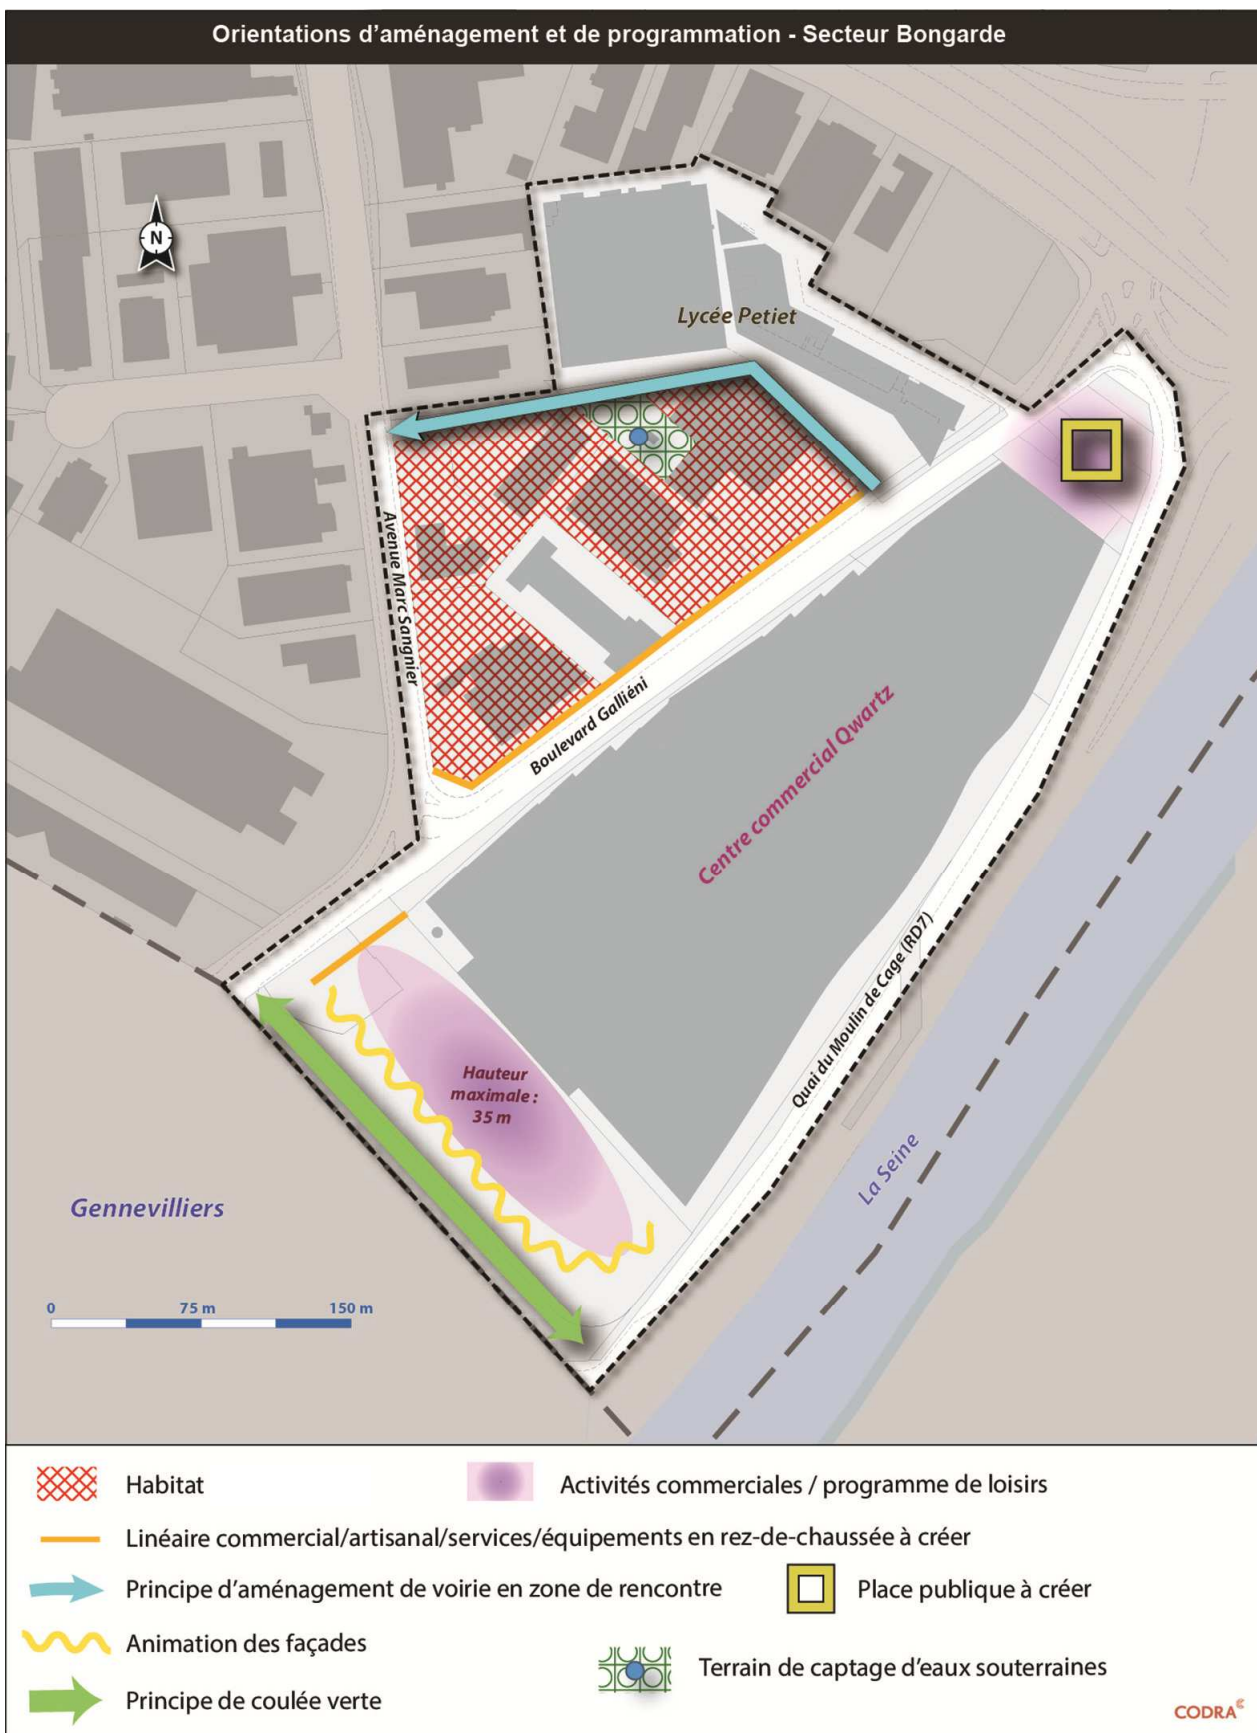 Orientations d'aménagement et de programmation - Secteur Bongarde
N
Lycée Petiet
Avenue Marc Sangnier
Boulevard Galliéni
Centre commercial Qwartz
Quai du Moulin de Cage (RD7)
Hauteur
maximale :
35 m
La Seine
Gennevilliers
0 75 m 150 m
Habitat
Activités commerciales / programme de loisirs
Linéaire commercial/artisanal/services/équipements en rez-de-chaussée à créer
Principe d'aménagement de voirie en zone de rencontre
Place publique à créer
Animation des façades
Terrain de captage d'eaux souterraines
Principe de coulée verte
CODRA